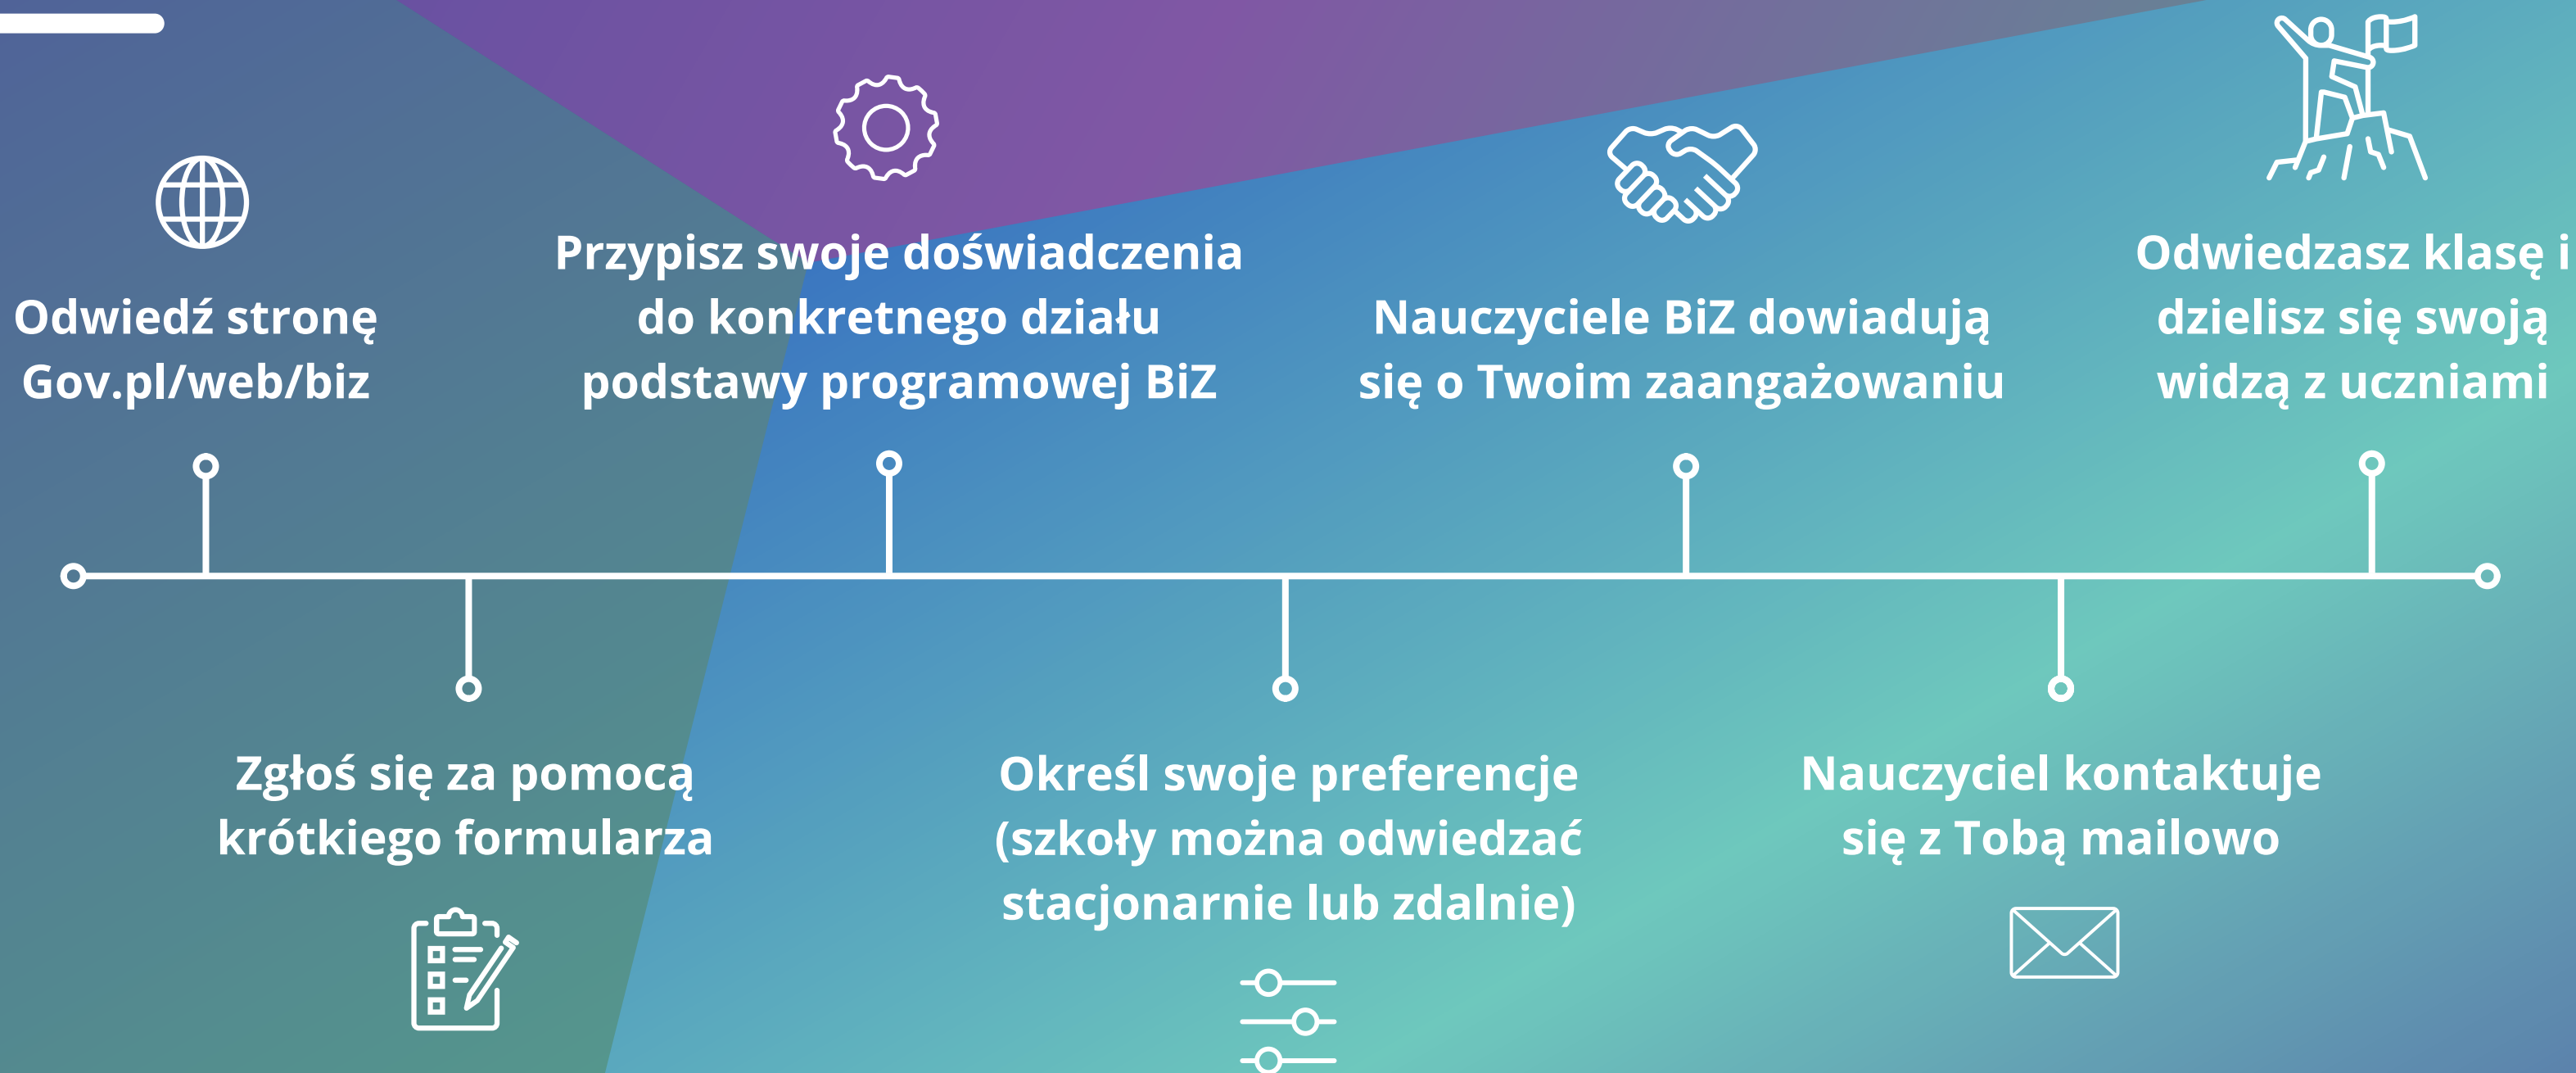 Odwiedź stronę
Gov.pl/web/biz
Zgłoś się za pomocą
krótkiego formularza
Przypisz swoje doświadczenia
do konkretnego działu
podstawy programowej BiZ
Określ swoje preferencje
(szkoły można odwiedzać
stacjonarnie lub zdalnie)
Nauczyciele BiZ dowiadują
się o Twoim zaangażowaniu
Nauczyciel kontaktuje
się z Tobą mailowo
Odwiedzasz klasę i
dzielisz się swoją
widzą z uczniami